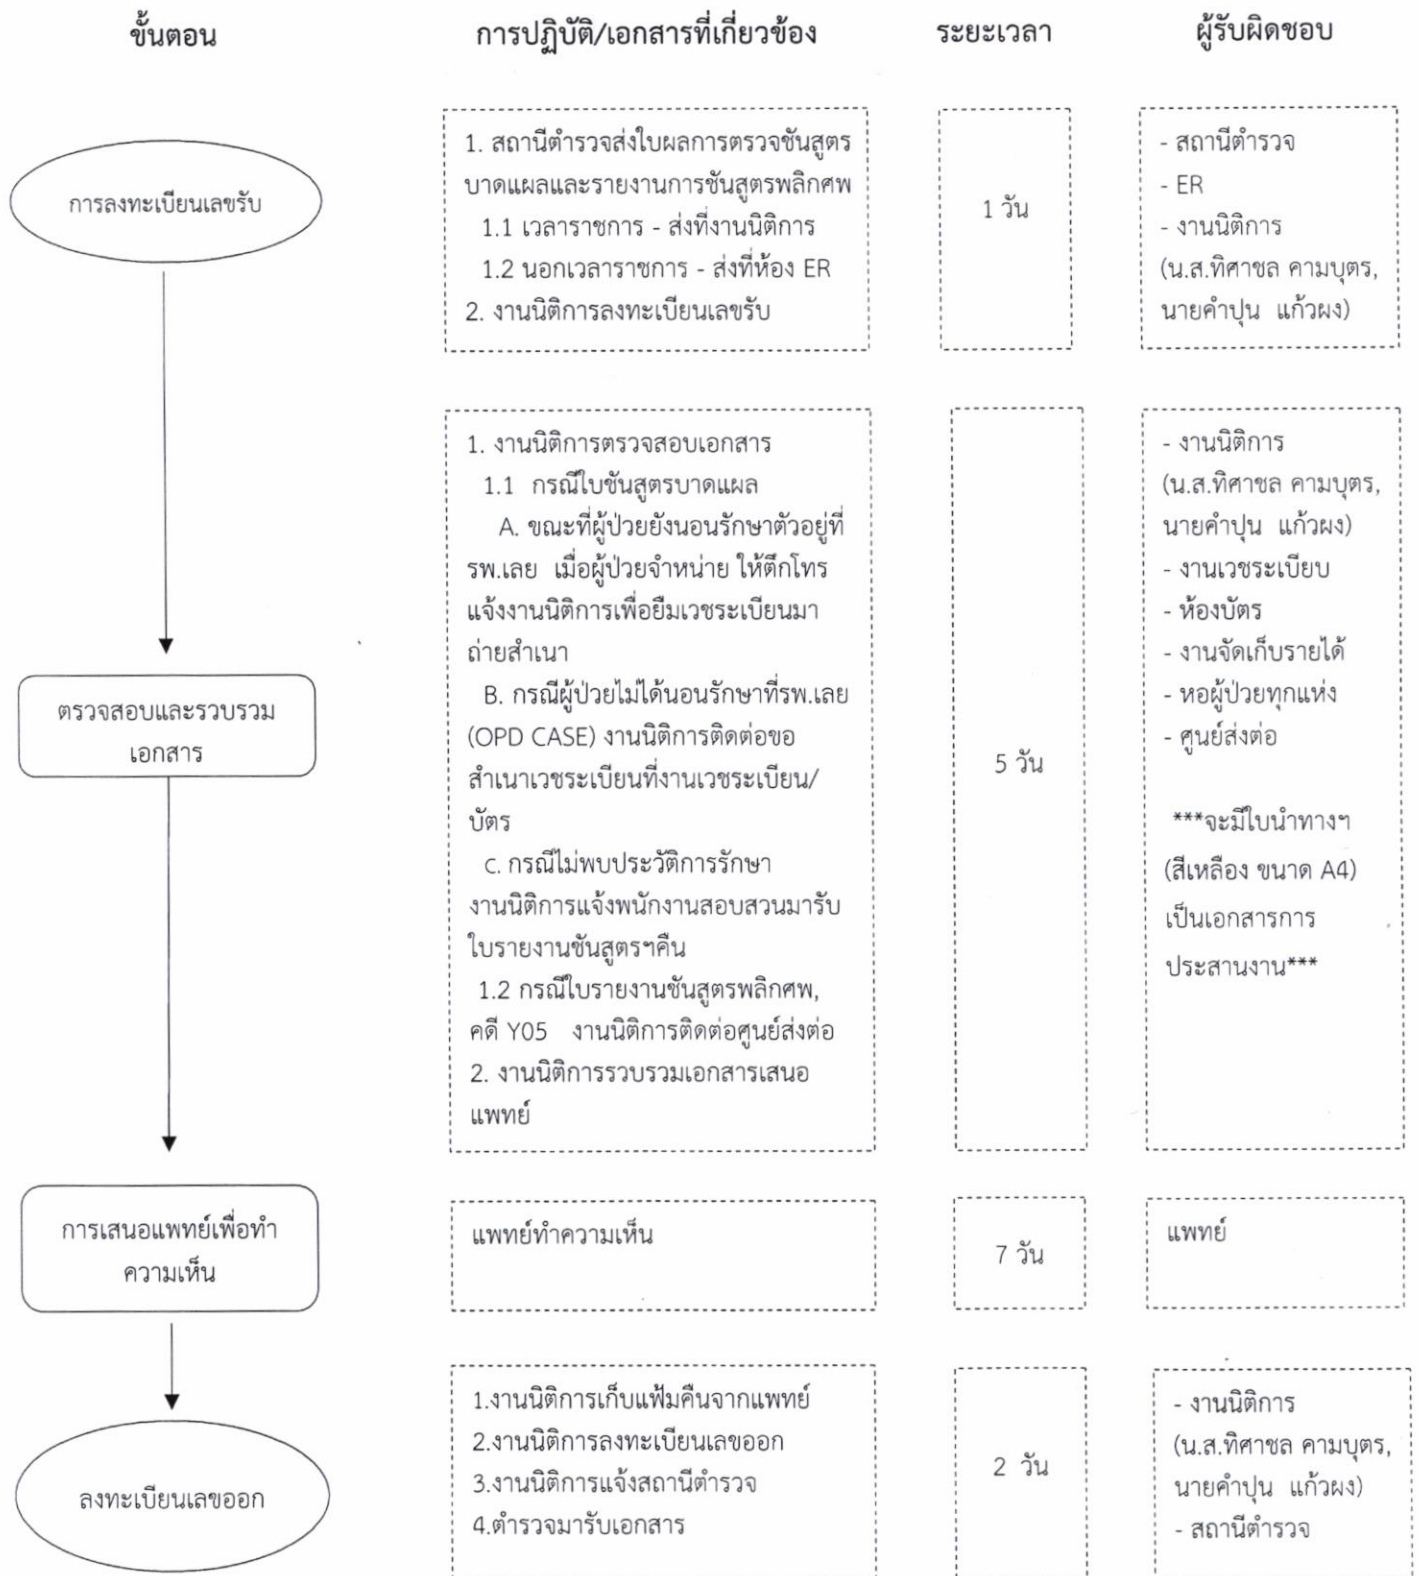 ขั้นตอน การปฏิบัติ/เอกสารที่เกี่ยวข้อง ระยะเวลา ผู้รับผิดชอบ
การลงทะเบียนเลขรับ
1. สถานีตำรวจส่งใบผลการตรวจชันสูตร
บาดแผลและรายงานการชันสูตรพลิกศพ
1.1 เวลาราชการ - ส่งที่งานนิติการ
1.2 นอกเวลาราชการ - ส่งที่ห้อง ER
2. งานนิติการลงทะเบียนเลขรับ
1 วัน
- สถานีตำรวจ
- ER
- งานนิติการ
(น.ส.ทิศาชล คามบุตร,
นายคำปุน แก้วผง)
ตรวจสอบและรวบรวม
เอกสาร
1. งานนิติการตรวจสอบเอกสาร
1.1 กรณีใบชันสูตรบาดแผล
A. ขณะที่ผู้ป่วยยังนอนรักษาตัวอยู่ที่
รพ.เลย เมื่อผู้ป่วยจำหน่าย ให้ตึกโทร
แจ้งงานนิติการเพื่อยืมเวชระเบียนมา
ถ่ายสำเนา
B. กรณีผู้ป่วยไม่ได้นอนรักษาที่รพ.เลย
(OPD CASE) งานนิติการติดต่อขอ
สำเนาเวชระเบียนที่งานเวชระเบียน/
บัตร
C. กรณีไม่พบประวัติการรักษา
งานนิติการแจ้งพนักงานสอบสวนมารับ
ใบรายงานชันสูตรฯคืน
1.2 กรณีใบรายงานชันสูตรพลิกศพ,
คดี Y05 งานนิติการติดต่อศูนย์ส่งต่อ
2. งานนิติการรวบรวมเอกสารเสนอ
แพทย์
5 วัน
- งานนิติการ
(น.ส.ทิศาชล คามบุตร,
นายคำปุน แก้วผง)
- งานเวชระเบียบ
- ห้องบัตร
- งานจัดเก็บรายได้
- หอผู้ป่วยทุกแห่ง
- ศูนย์ส่งต่อ
***จะมีใบนำทางฯ
(สีเหลือง ขนาด A4)
เป็นเอกสารการ
ประสานงาน***
การเสนอแพทย์เพื่อทำ
ความเห็น
แพทย์ทำความเห็น
7 วัน
แพทย์
ลงทะเบียนเลขออก
1.งานนิติการเก็บแฟ้มคืนจากแพทย์
2.งานนิติการลงทะเบียนเลขออก
3.งานนิติการแจ้งสถานีตำรวจ
4.ตำรวจมารับเอกสาร
2 วัน
- งานนิติการ
(น.ส.ทิศาชล คามบุตร,
นายคำปุน แก้วผง)
- สถานีตำรวจ